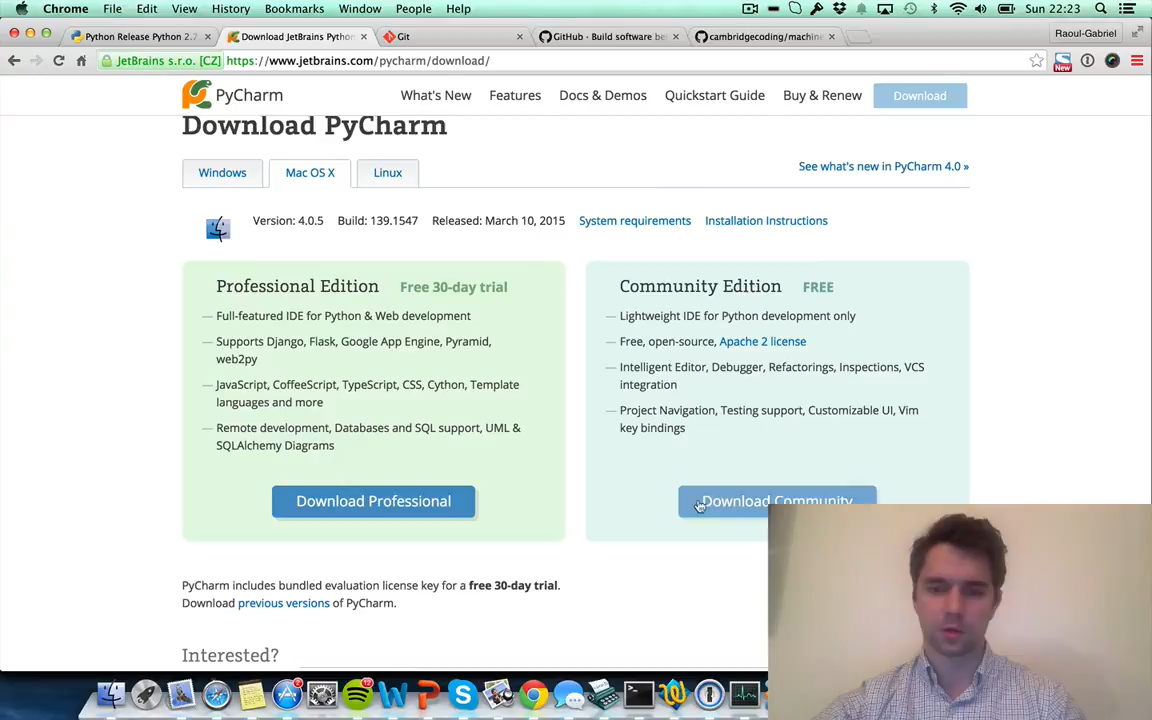 Chrome File Edit View History Bookmarks Window People Help Sun 22:23
Python Release Python 2.7 Download JetBrains Python Git GitHub · Build software be cambridgecoding/machine Raoul-Gabriel
JetBrains s.r.o. [CZ] https://www.jetbrains.com/pycharm/download/ New
PyCharm What's New Features Docs & Demos Quickstart Guide Buy & Renew Download
Download PyCharm
Windows Mac OS X Linux See what's new in PyCharm 4.0 »
Version: 4.0.5 Build: 139.1547 Released: March 10, 2015 System requirements Installation Instructions
Professional Edition Free 30-day trial
— Full-featured IDE for Python & Web development
— Supports Django, Flask, Google App Engine, Pyramid,
web2py
— JavaScript, CoffeeScript, TypeScript, CSS, Cython, Template
languages and more
— Remote development, Databases and SQL support, UML &
SQLAlchemy Diagrams
Download Professional
Community Edition FREE
— Lightweight IDE for Python development only
— Free, open-source, Apache 2 license
— Intelligent Editor, Debugger, Refactorings, Inspections, VCS
integration
— Project Navigation, Testing support, Customizable UI, Vim
key bindings
Download Community
PyCharm includes bundled evaluation license key for a free 30-day trial.
Download previous versions of PyCharm.
Interested?